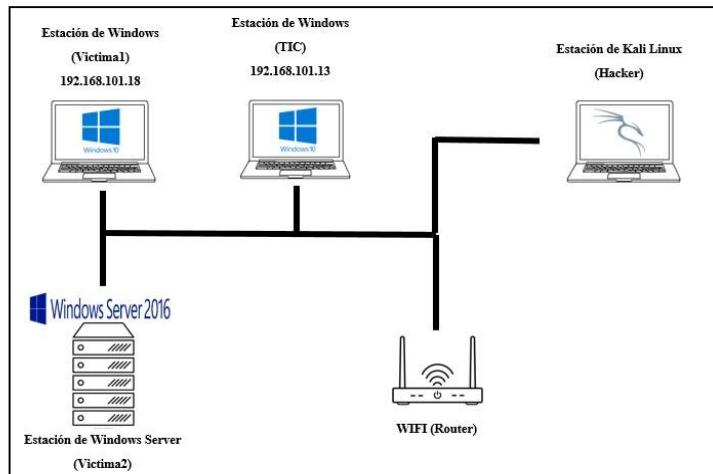 Estación de Windows
(Victima1)
192.168.101.18
Estación de Windows
(TIC)
192.168.101.13
Estación de Kali Linux
(Hacker)
Windows 10
Windows 10
Windows Server 2016
Estación de Windows Server
(Victima2)
WIFI (Router)